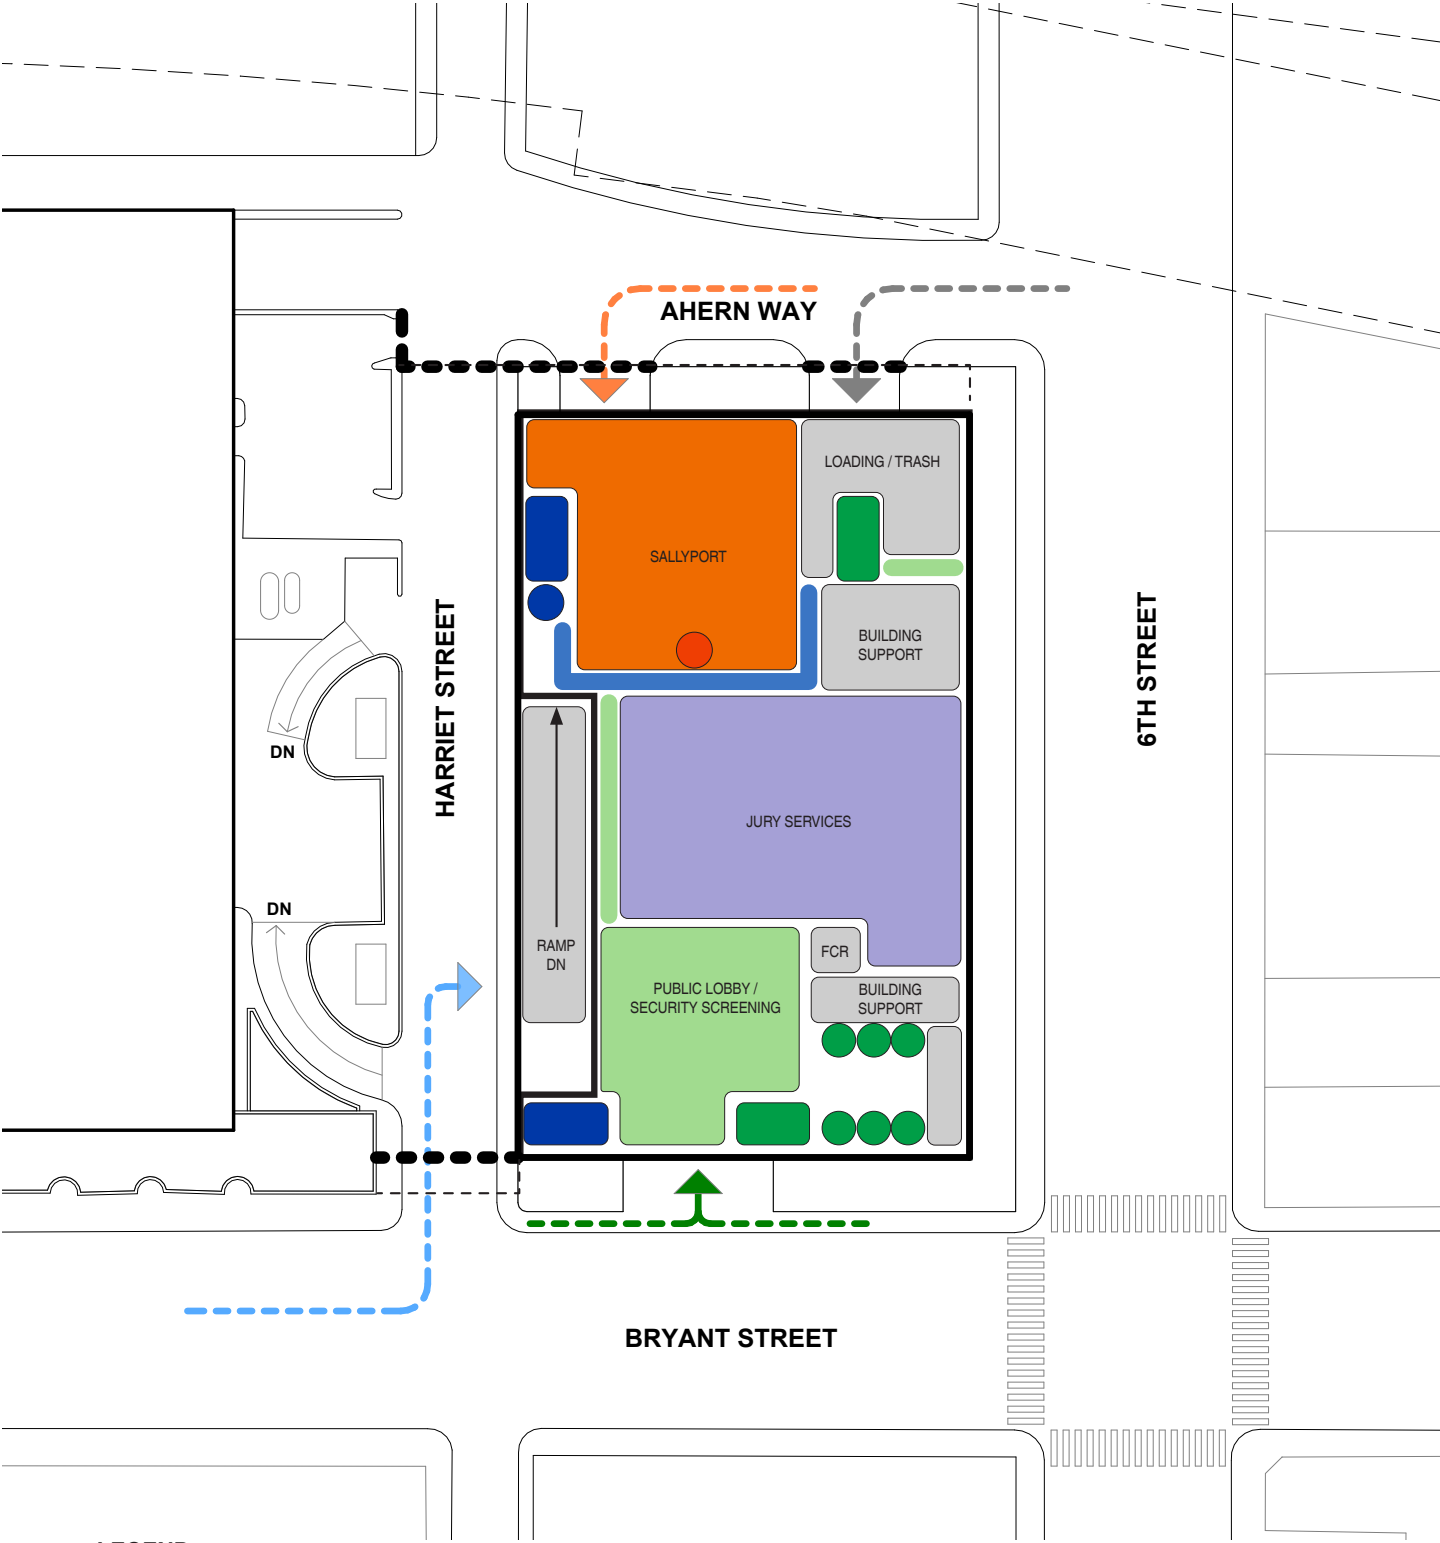 AHERN WAY
LOADING / TRASH
SALLYPORT
BUILDING
SUPPORT
HARRIET STREET
6TH STREET
DN
JURY SERVICES
DN
RAMP
DN
FCR
PUBLIC LOBBY /
SECURITY SCREENING
BUILDING
SUPPORT
BRYANT STREET